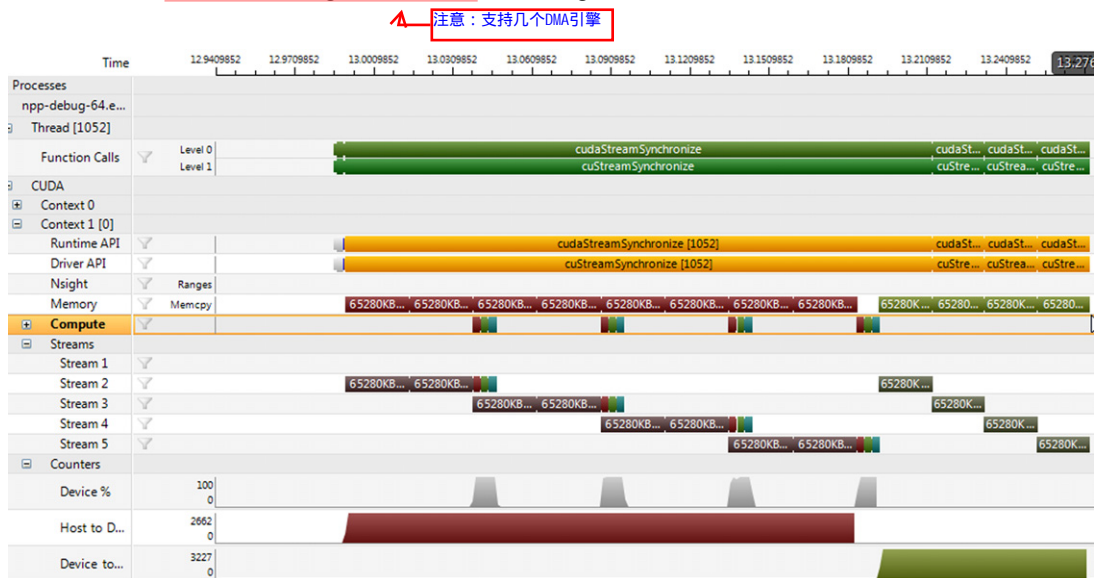 注意：支持几个DMA引擎
Time 12.9409852 12.9709852 13.0009852 13.0309852 13.0609852 13.0909852 13.1209852 13.1509852 13.1809852 13.2109852 13.2409852 13.276
Processes
npp-debug-64.e...
Thread [1052]
Function Calls Level 0 cudaStreamSynchronize cudaSt... cudaSt... cudaSt...
Level 1 cuStreamSynchronize cuStre... cuStrea... cuStre...
CUDA
Context 0
Context 1 [0]
Runtime API cudaStreamSynchronize [1052] cudaSt... cudaSt... cudaSt...
Driver API cuStreamSynchronize [1052] cuStre... cuStrea... cuStre...
Nsight Ranges
Memory Memcpy 65280KB... 65280KB... 65280KB... 65280KB... 65280KB... 65280KB... 65280KB... 65280KB... 65280K... 65280... 65280K... 65280...
Compute
Streams
Stream 1
Stream 2 65280KB... 65280KB... 65280K...
Stream 3 65280KB... 65280KB... 65280K...
Stream 4 65280KB... 65280KB... 65280K...
Stream 5 65280KB... 65280KB... 65280K...
Counters
Device % 100
0
Host to D... 2662
0
Device to... 3227
0